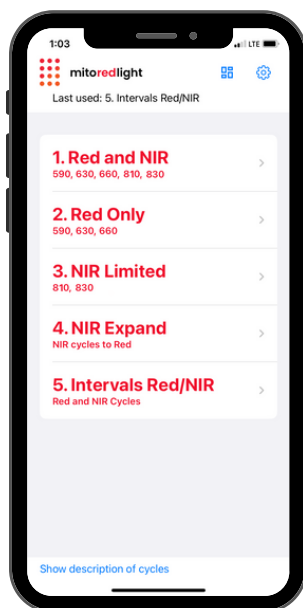 1:03 LTE
mitoredlight
Last used: 5. Intervals Red/NIR
1. Red and NIR
590, 630, 660, 810, 830
2. Red Only
590, 630, 660
3. NIR Limited
810, 830
4. NIR Expand
NIR cycles to Red
5. Intervals Red/NIR
Red and NIR Cycles
Show description of cycles